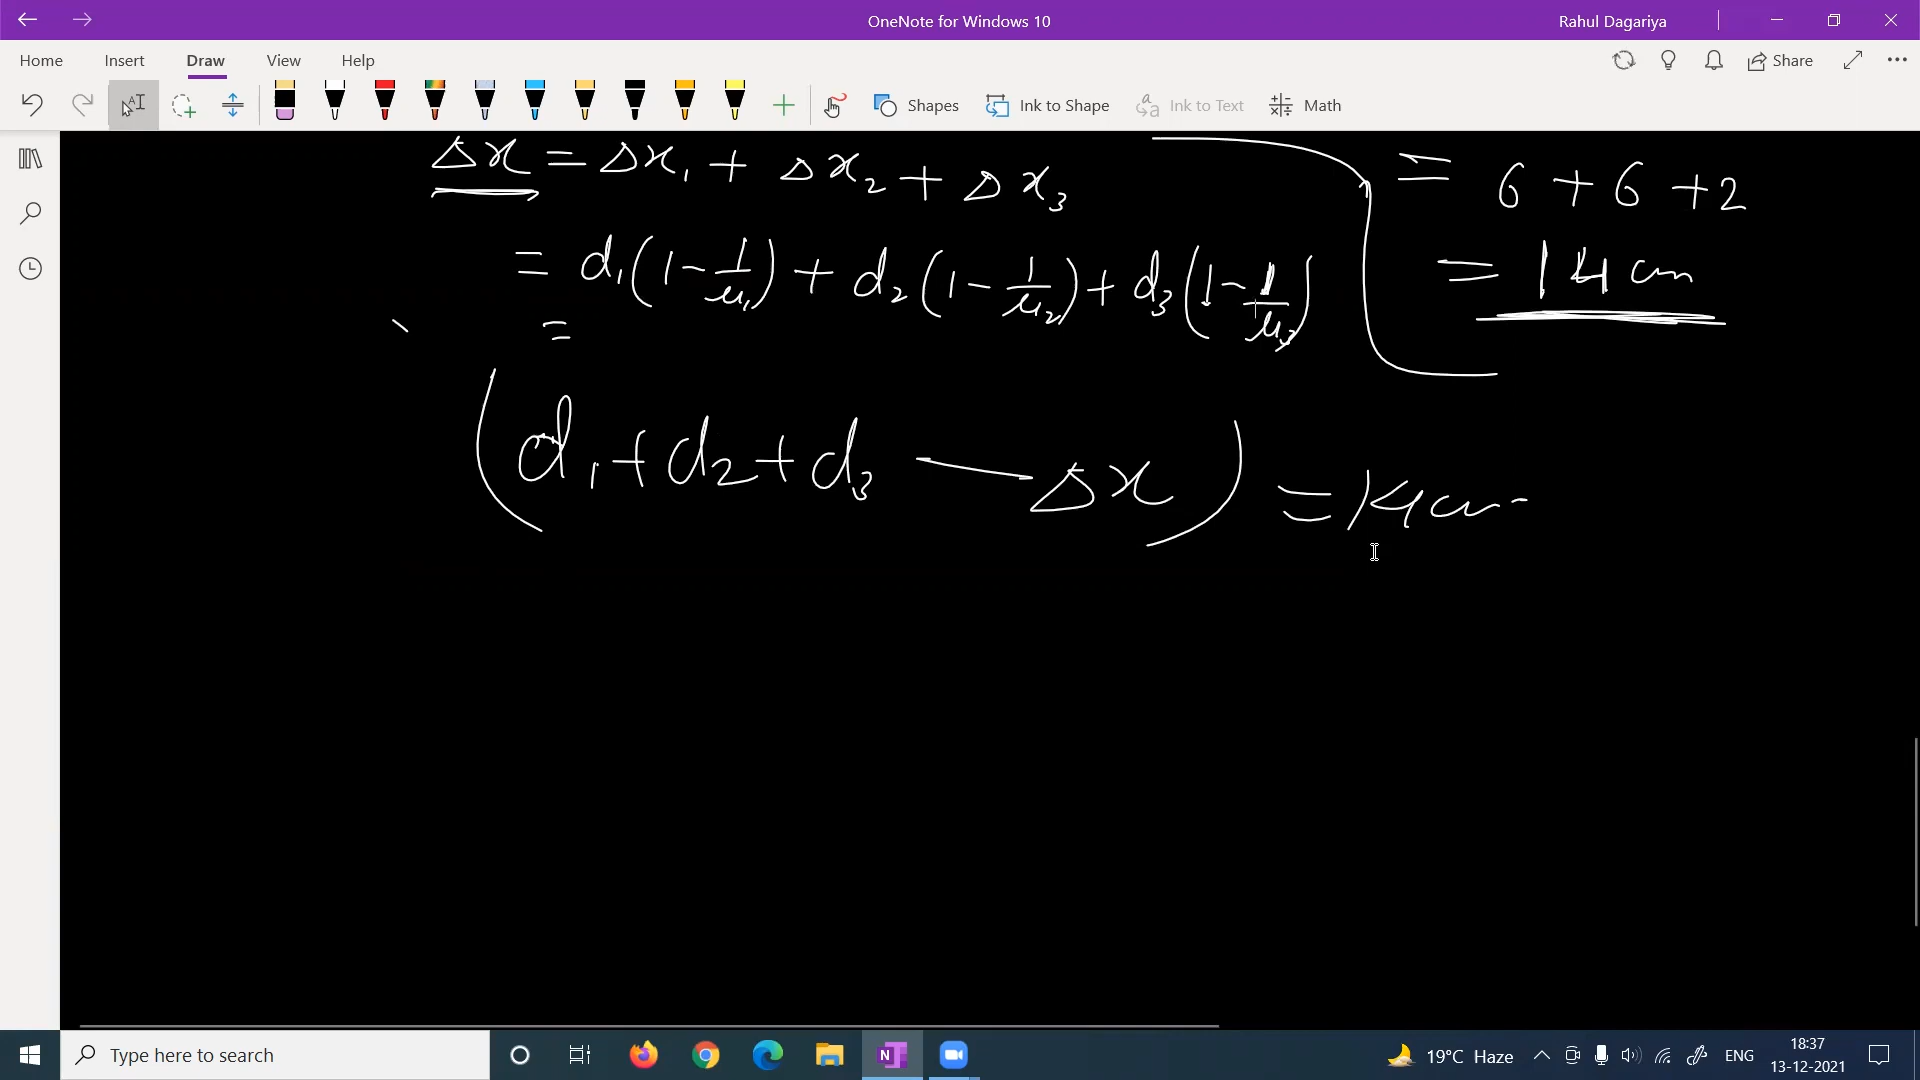 OneNote for Windows 10
Rahul Dagariya
Home Insert Draw View Help
Share
Shapes Ink to Shape Ink to Text Math
Δx = Δx₁ + Δx₂ + Δx₃
= d₁(1 - 1/μ₁) + d₂(1 - 1/μ₂) + d₃(1 - 1/μ₃)
=
= 6 + 6 + 2
= 14 cm
(d₁ + d₂ + d₃ - Δx) = 14 cm
Type here to search
19°C Haze
ENG
18:37
13-12-2021